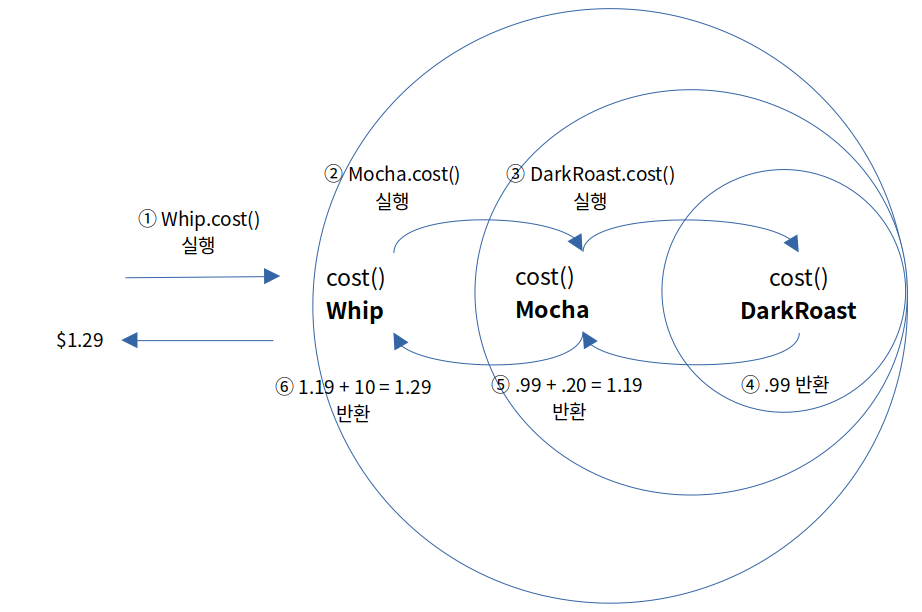 ② Mocha.cost()
실행
③ DarkRoast.cost()
실행
① Whip.cost()
실행
cost()
Whip
cost()
Mocha
cost()
DarkRoast
$1.29
⑥ 1.19 + 10 = 1.29
반환
⑤ .99 + .20 = 1.19
반환
④ .99 반환